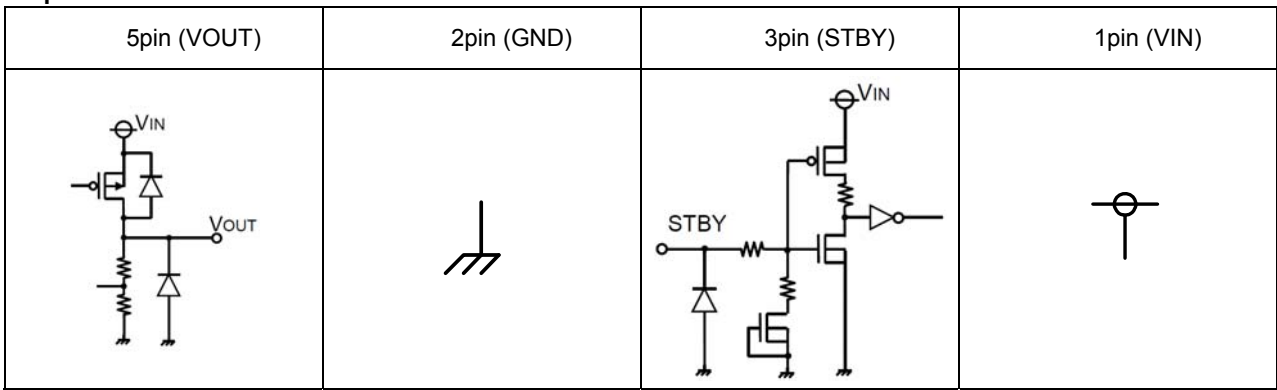 5pin (VOUT)
2pin (GND)
3pin (STBY)
1pin (VIN)
VIN
VOUT
VIN
STBY